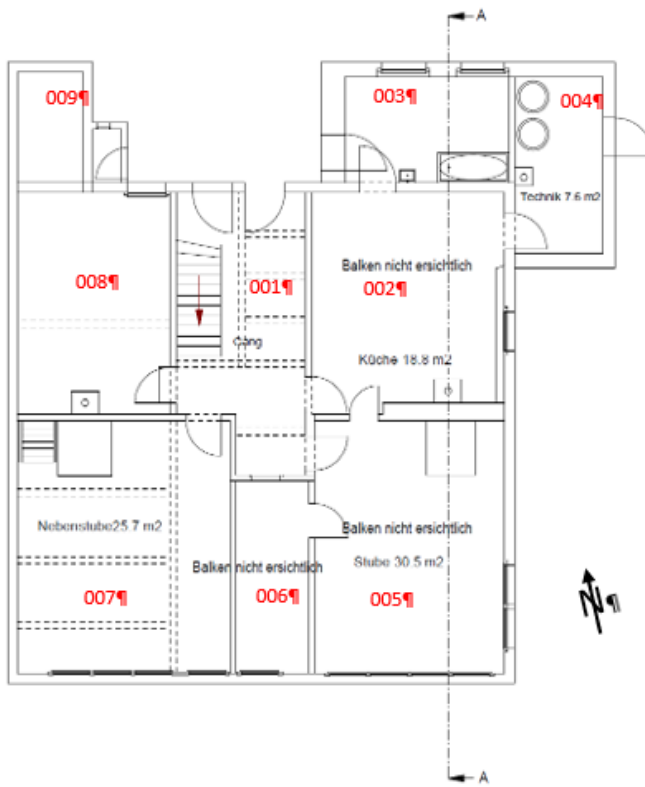 A
009¶
003¶
004¶
Technik 7.6 m2
008¶
001¶
Balken nicht ersichtlich
002¶
Gang
Küche 18.8 m2
Nebenstube25.7 m2
Balken nicht ersichtlich
Stube 30.5 m2
Balken nicht ersichtlich
007¶
006¶
005¶
N¶
A